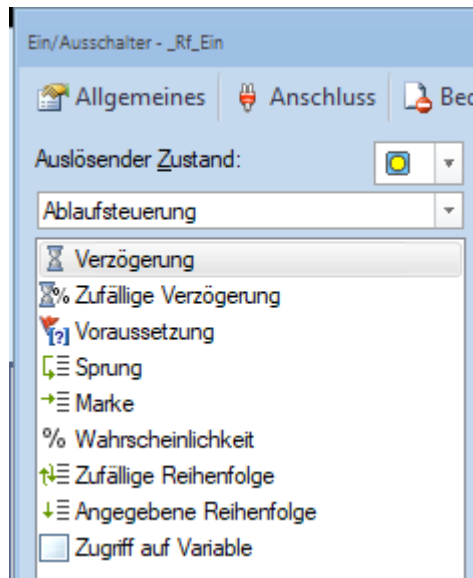 Ein/Ausschalter - _Rf_Ein
Allgemeines Anschluss
Auslösender Zustand:
Ablaufsteuerung
Verzögerung
% Zufällige Verzögerung
[?] Voraussetzung
Sprung
Marke
% Wahrscheinlichkeit
Zufällige Reihenfolge
Angegebene Reihenfolge
Zugriff auf Variable